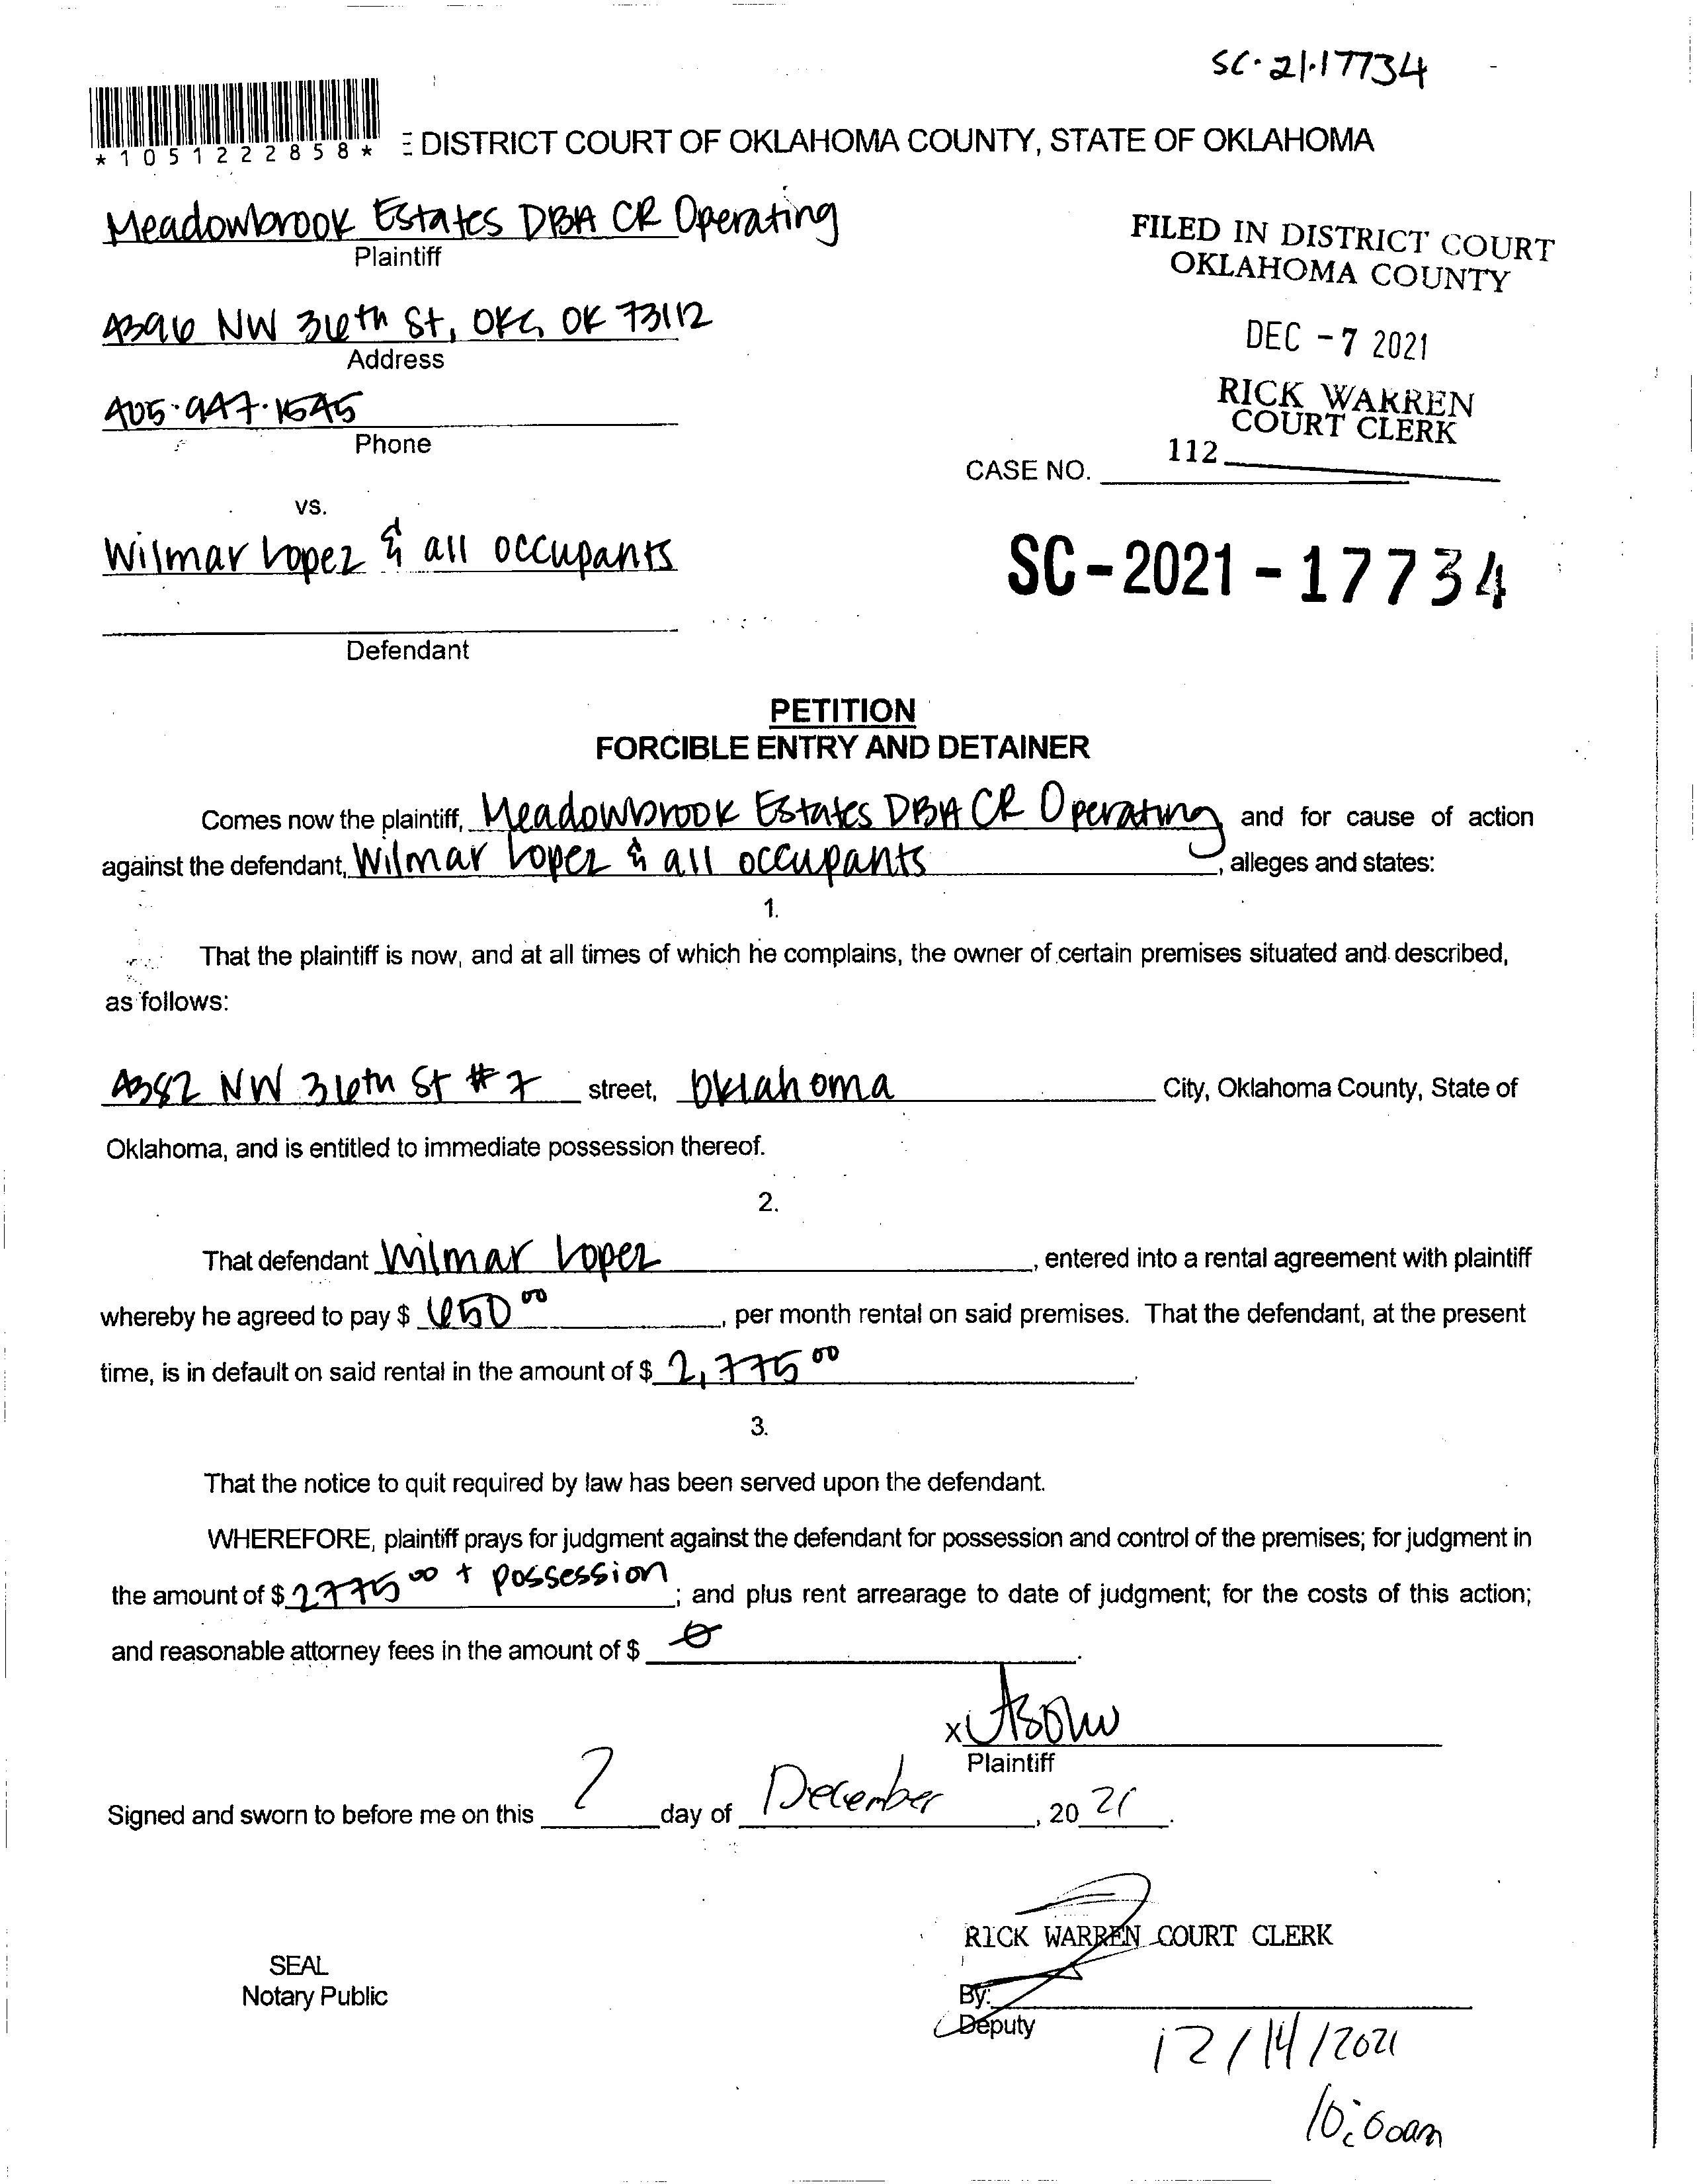 SC·21·17734
*1051222858*
DISTRICT COURT OF OKLAHOMA COUNTY, STATE OF OKLAHOMA
Meadowbrook Estates DBA CR Operating
Plaintiff
FILED IN DISTRICT COURT
OKLAHOMA COUNTY
4396 NW 36th St, OKC, OK 73112
Address
DEC -7 2021
405·947·1545
Phone
RICK WARREN
COURT CLERK
112
CASE NO.
vs.
Wilmar Lopez & all occupants
SC-2021-17734
Defendant
PETITION
FORCIBLE ENTRY AND DETAINER
Comes now the plaintiff, Meadowbrook Estates DBA CR Operating and for cause of action
against the defendant, Wilmar Lopez & all occupants, alleges and states:
1.
That the plaintiff is now, and at all times of which he complains, the owner of certain premises situated and described,
as follows:
4382 NW 36th St #7 street, Oklahoma City, Oklahoma County, State of
Oklahoma, and is entitled to immediate possession thereof.
2.
That defendant Wilmar Lopez, entered into a rental agreement with plaintiff
whereby he agreed to pay $ 650 00, per month rental on said premises. That the defendant, at the present
time, is in default on said rental in the amount of $ 2,775 00.
3.
That the notice to quit required by law has been served upon the defendant.
WHEREFORE, plaintiff prays for judgment against the defendant for possession and control of the premises; for judgment in
the amount of $ 2775 00 + possession; and plus rent arrearage to date of judgment; for the costs of this action;
and reasonable attorney fees in the amount of $ 0.
X
Plaintiff
Signed and sworn to before me on this 7 day of December, 20 21.
RICK WARREN COURT CLERK
SEAL
Notary Public
By:
Deputy
12/14/2021
10:00am